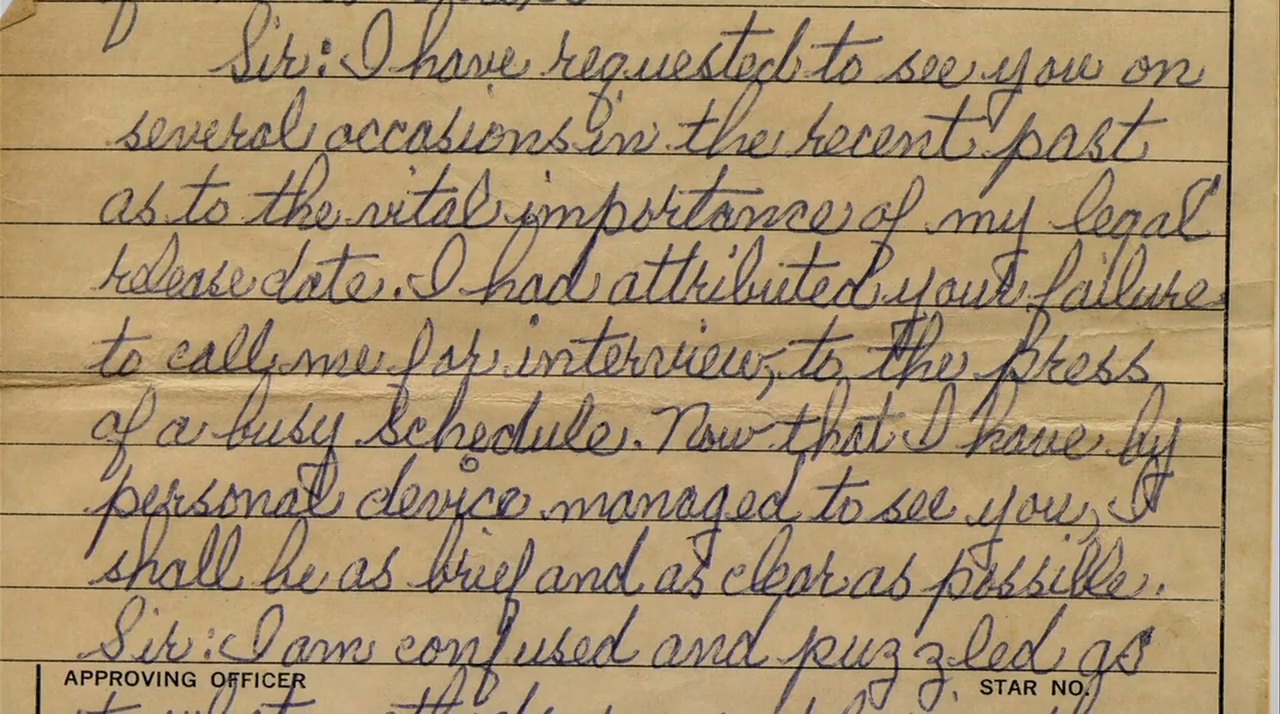 Sir: I have requested to see you on
several occasions in the recent past
as to the vital importance of my legal
release date. I had attributed your failure
to call me for interview, to the press
of a busy schedule. Now that I have by
personal device managed to see you, I
shall be as brief and as clear as possible.
Sir: I am confused and puzzled as
APPROVING OFFICER STAR NO.
to what